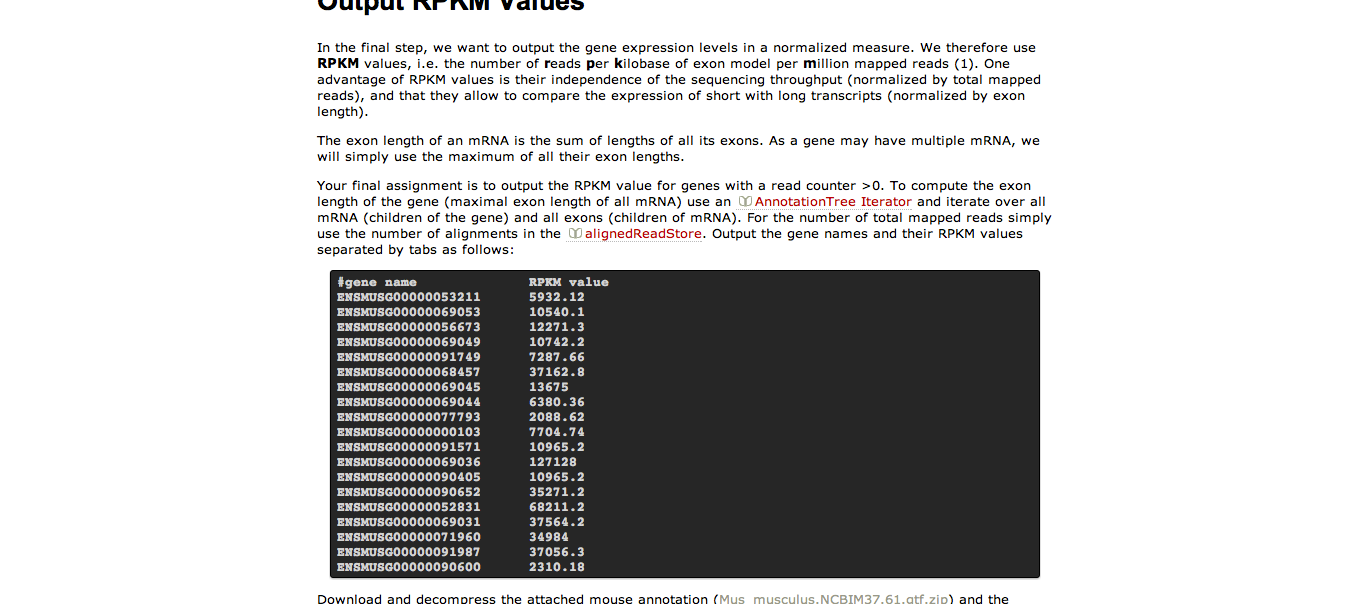 Output RPKM Values
In the final step, we want to output the gene expression levels in a normalized measure. We therefore use
RPKM values, i.e. the number of reads per kilobase of exon model per million mapped reads (1). One
advantage of RPKM values is their independence of the sequencing throughput (normalized by total mapped
reads), and that they allow to compare the expression of short with long transcripts (normalized by exon
length).
The exon length of an mRNA is the sum of lengths of all its exons. As a gene may have multiple mRNA, we
will simply use the maximum of all their exon lengths.
Your final assignment is to output the RPKM value for genes with a read counter >0. To compute the exon
length of the gene (maximal exon length of all mRNA) use an AnnotationTree Iterator and iterate over all
mRNA (children of the gene) and all exons (children of mRNA). For the number of total mapped reads simply
use the number of alignments in the alignedReadStore. Output the gene names and their RPKM values
separated by tabs as follows:
#gene name RPKM value
ENSMUSG00000053211 5932.12
ENSMUSG00000069053 10540.1
ENSMUSG00000056673 12271.3
ENSMUSG00000069049 10742.2
ENSMUSG00000091749 7287.66
ENSMUSG00000068457 37162.8
ENSMUSG00000069045 13675
ENSMUSG00000069044 6380.36
ENSMUSG00000077793 2088.62
ENSMUSG00000000103 7704.74
ENSMUSG00000091571 10965.2
ENSMUSG00000069036 127128
ENSMUSG00000090405 10965.2
ENSMUSG00000090652 35271.2
ENSMUSG00000052831 68211.2
ENSMUSG00000069031 37564.2
ENSMUSG00000071960 34984
ENSMUSG00000091987 37056.3
ENSMUSG00000090600 2310.18
Download and decompress the attached mouse annotation (Mus_musculus.NCBIM37.61.gtf.zip) and the